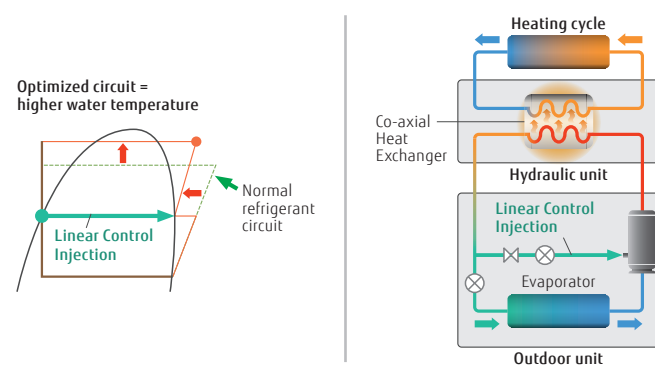 Optimized circuit =
higher water temperature
Normal
refrigerant
circuit
Linear Control
Injection
Heating cycle
Co-axial
Heat
Exchanger
Hydraulic unit
Linear Control
Injection
Evaporator
Outdoor unit